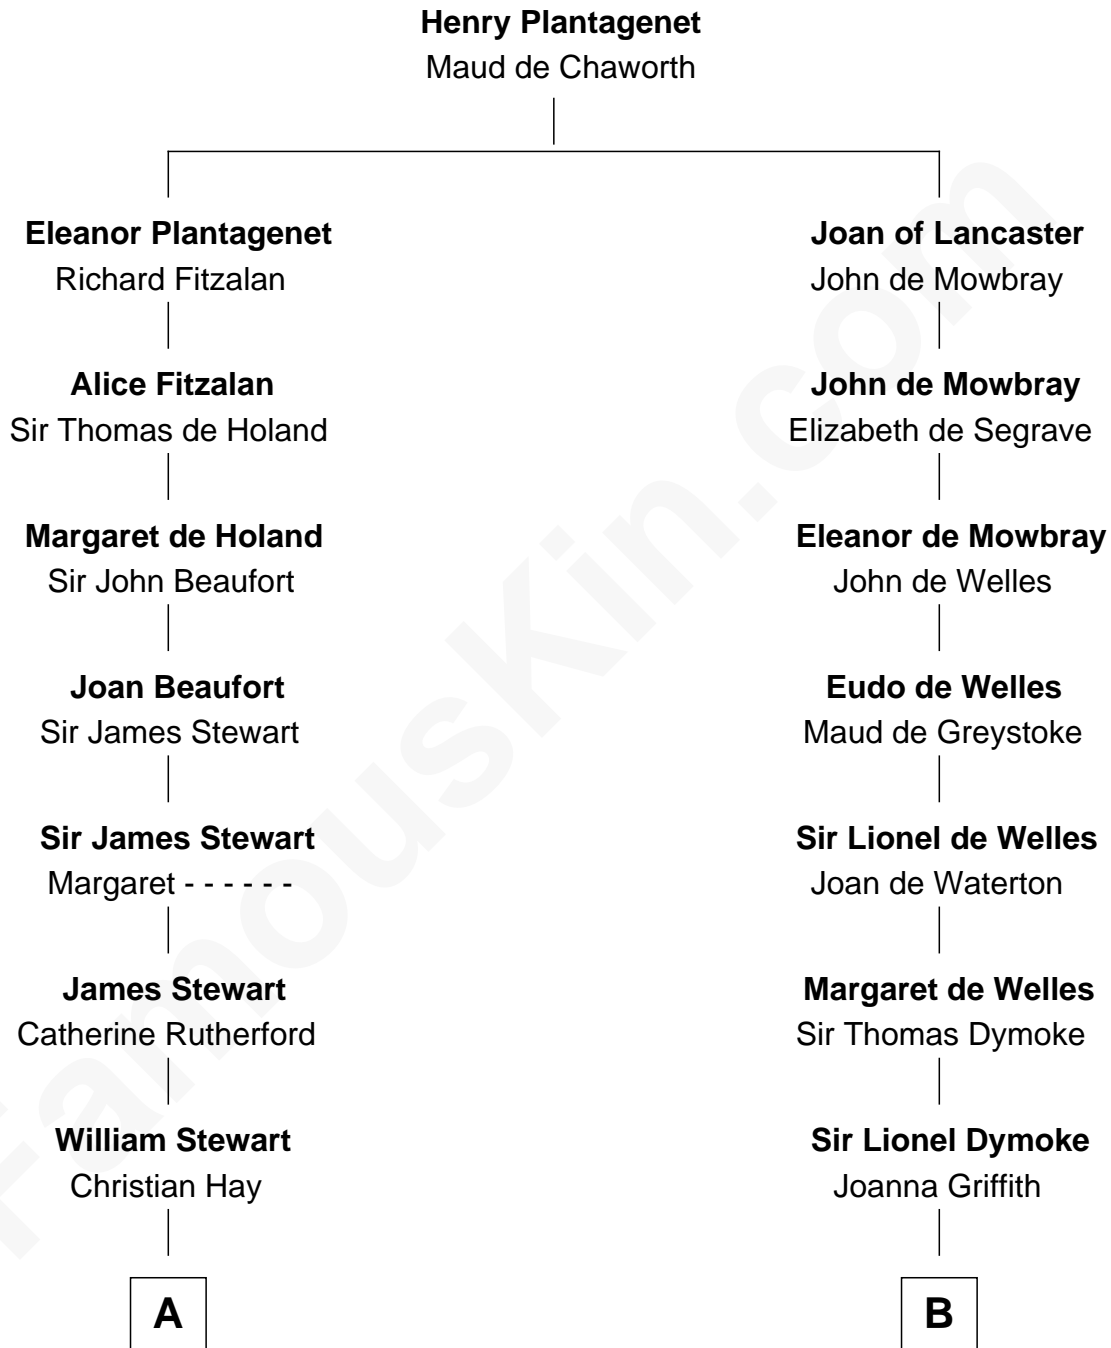 Henry Plantagenet
Maud de Chaworth
Eleanor Plantagenet
Richard Fitzalan
Alice Fitzalan
Sir Thomas de Holand
Margaret de Holand
Sir John Beaufort
Joan Beaufort
Sir James Stewart
Sir James Stewart
Margaret - - - - - -
James Stewart
Catherine Rutherford
William Stewart
Christian Hay
A
Joan of Lancaster
John de Mowbray
John de Mowbray
Elizabeth de Segrave
Eleanor de Mowbray
John de Welles
Eudo de Welles
Maud de Greystoke
Sir Lionel de Welles
Joan de Waterton
Margaret de Welles
Sir Thomas Dymoke
Sir Lionel Dymoke
Joanna Griffith
B
FamousKin.com